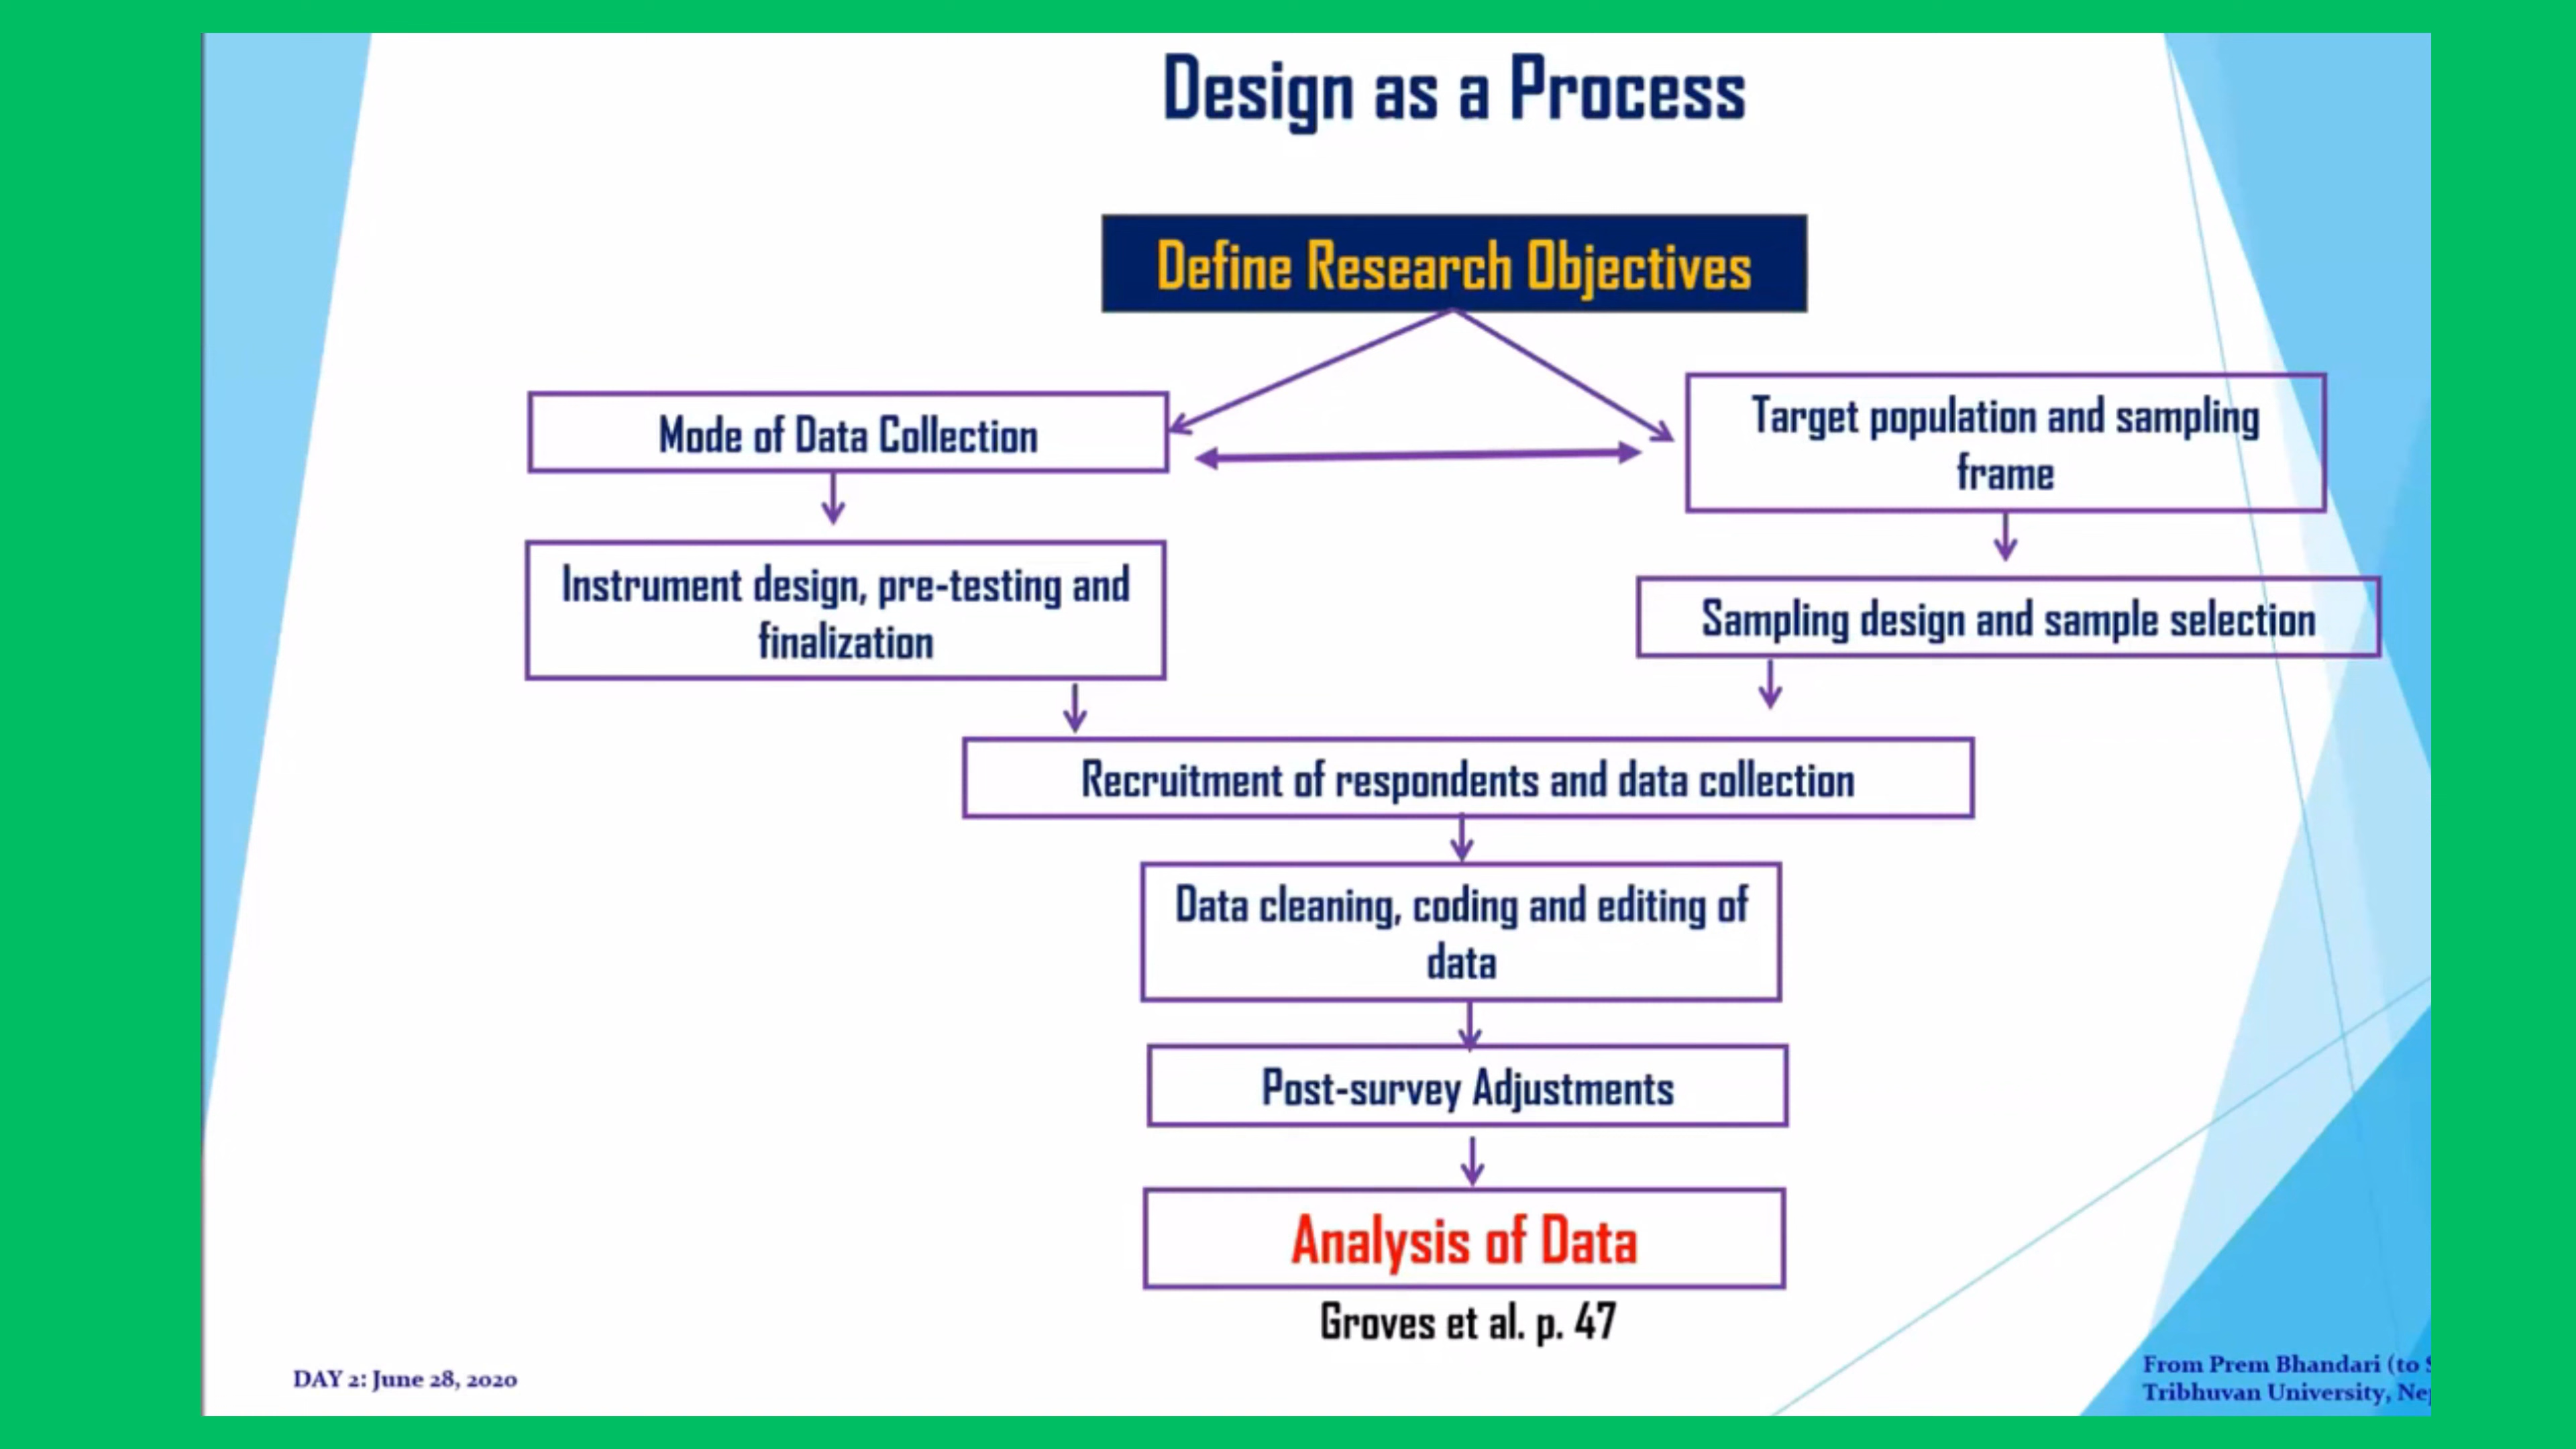 Design as a Process
Define Research Objectives
Mode of Data Collection
Target population and sampling
frame
Instrument design, pre-testing and
finalization
Sampling design and sample selection
Recruitment of respondents and data collection
Data cleaning, coding and editing of
data
Post-survey Adjustments
Analysis of Data
Groves et al. p. 47
DAY 2: June 28, 2020
From Prem Bhandari (to
Tribhuvan University,